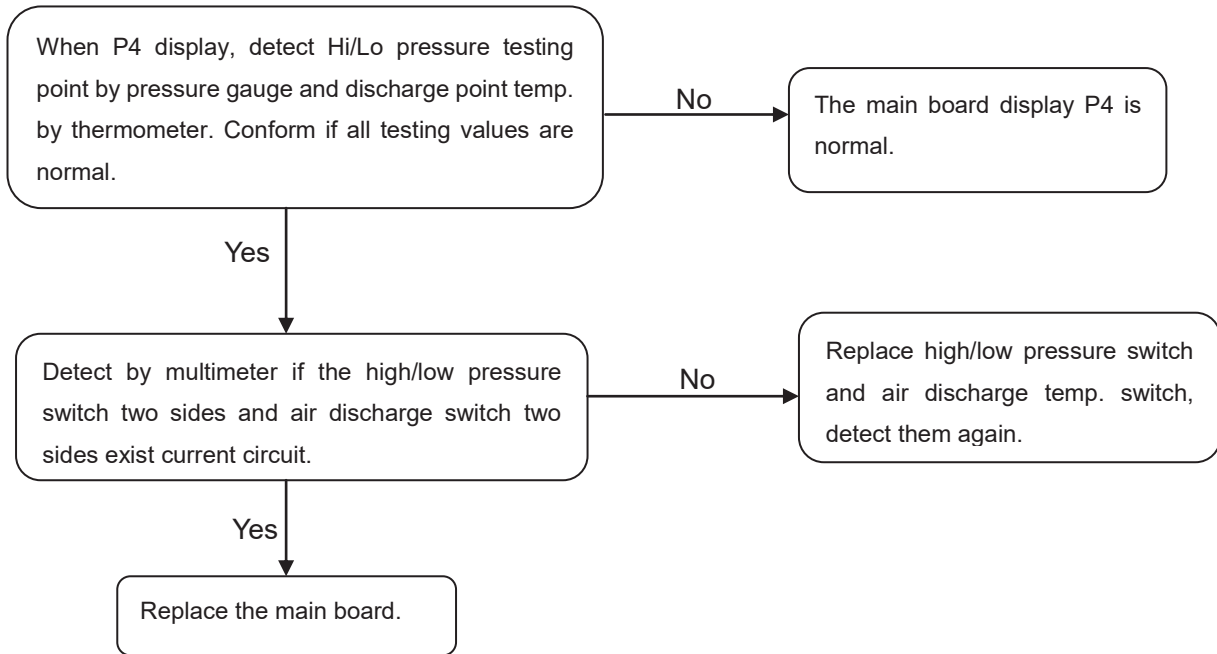 When P4 display, detect Hi/Lo pressure testing
point by pressure gauge and discharge point temp.
by thermometer. Conform if all testing values are
normal.
No
The main board display P4 is
normal.
Yes
Detect by multimeter if the high/low pressure
switch two sides and air discharge switch two
sides exist current circuit.
No
Replace high/low pressure switch
and air discharge temp. switch,
detect them again.
Yes
Replace the main board.